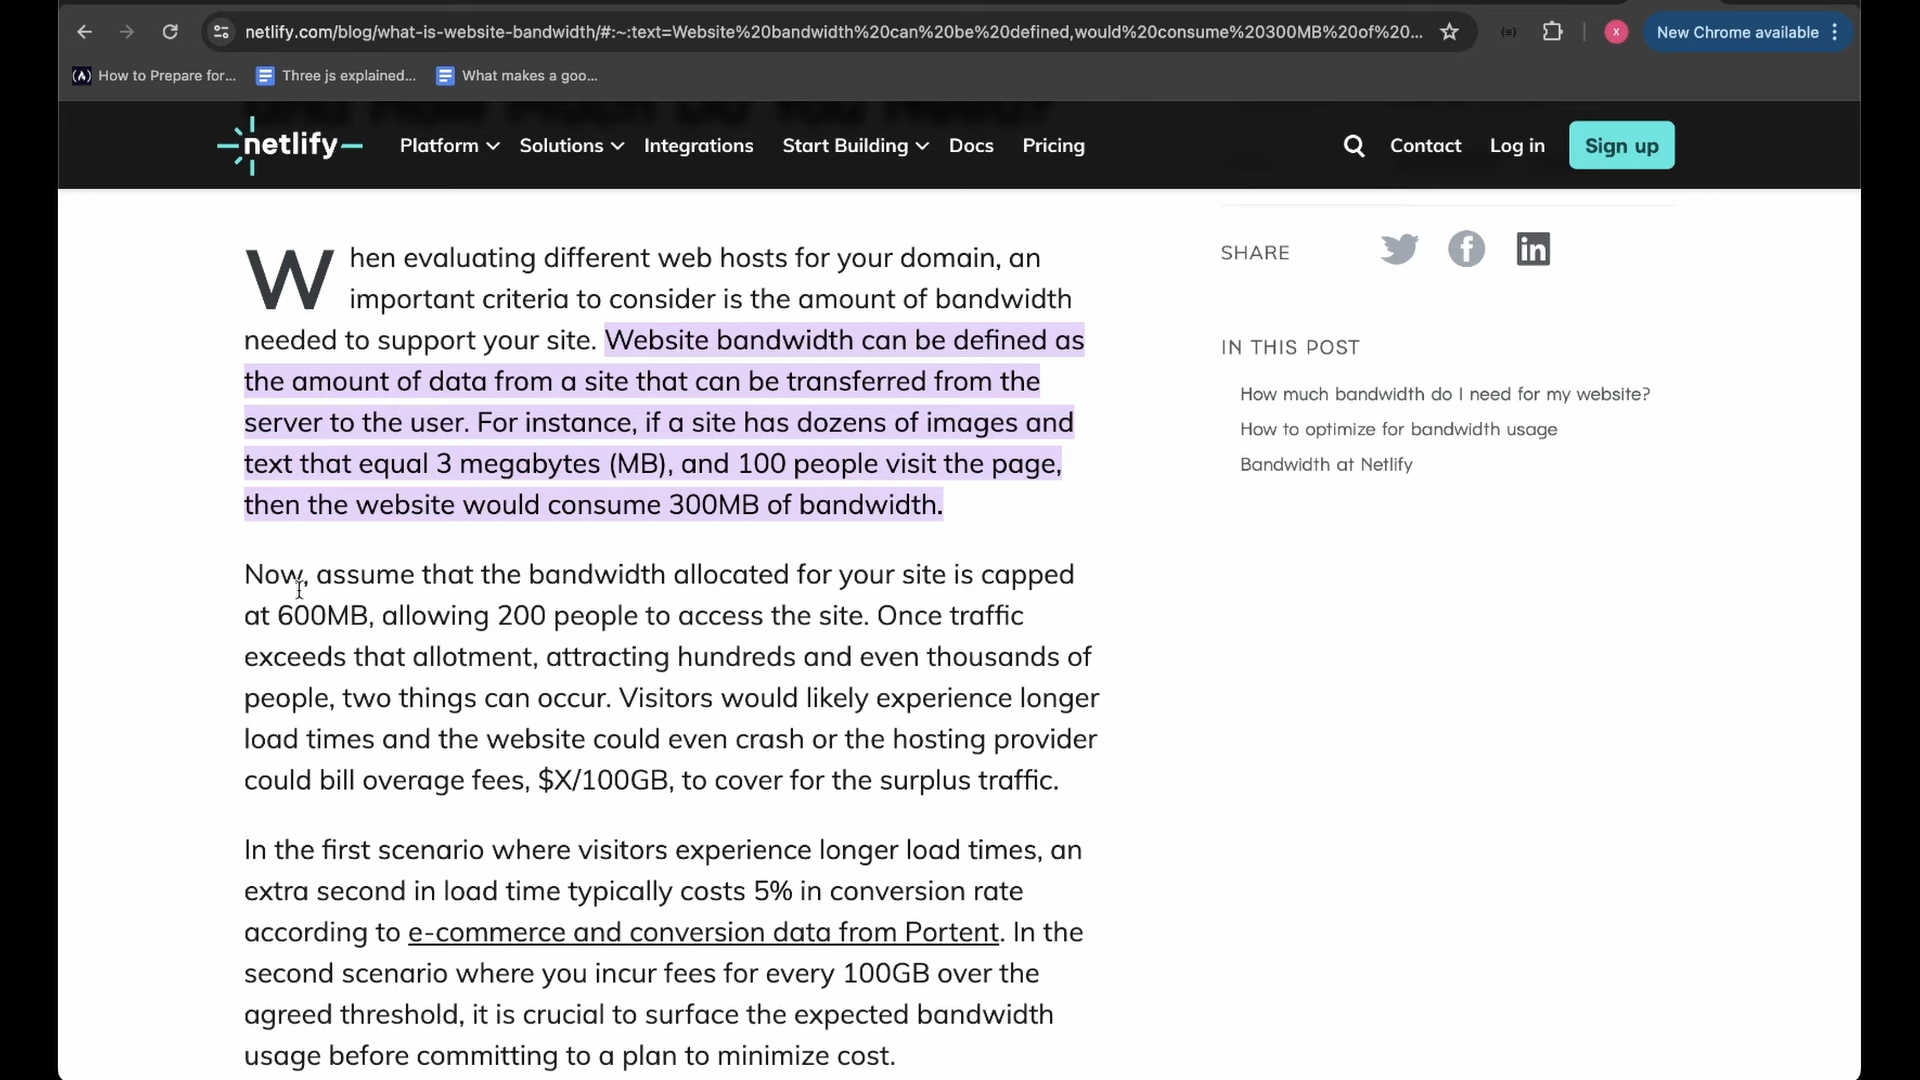 netlify.com/blog/what-is-website-bandwidth/#:~:text=Website%20bandwidth%20can%20be%20defined,would%20consume%20300MB%20of%20...
x
New Chrome available
How to Prepare for...
Three js explained...
What makes a goo...
and How Much Do You Need?
netlify
Platform
Solutions
Integrations
Start Building
Docs
Pricing
Contact
Log in
Sign up
When evaluating different web hosts for your domain, an
important criteria to consider is the amount of bandwidth
needed to support your site. Website bandwidth can be defined as
the amount of data from a site that can be transferred from the
server to the user. For instance, if a site has dozens of images and
text that equal 3 megabytes (MB), and 100 people visit the page,
then the website would consume 300MB of bandwidth.
Now, assume that the bandwidth allocated for your site is capped
at 600MB, allowing 200 people to access the site. Once traffic
exceeds that allotment, attracting hundreds and even thousands of
people, two things can occur. Visitors would likely experience longer
load times and the website could even crash or the hosting provider
could bill overage fees, $X/100GB, to cover for the surplus traffic.
In the first scenario where visitors experience longer load times, an
extra second in load time typically costs 5% in conversion rate
according to e-commerce and conversion data from Portent. In the
second scenario where you incur fees for every 100GB over the
agreed threshold, it is crucial to surface the expected bandwidth
usage before committing to a plan to minimize cost.
SHARE
IN THIS POST
How much bandwidth do I need for my website?
How to optimize for bandwidth usage
Bandwidth at Netlify